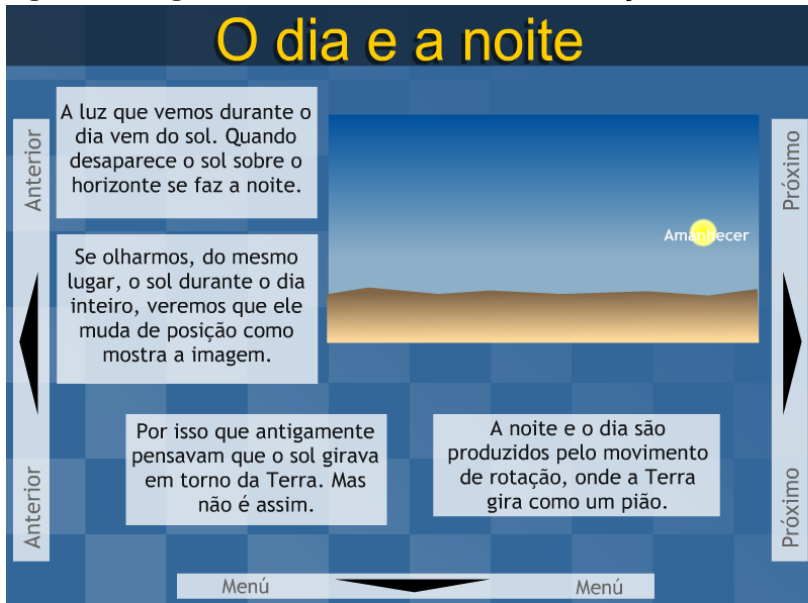 O dia e a noite
A luz que vemos durante o
dia vem do sol. Quando
desaparece o sol sobre o
horizonte se faz a noite.
Amanhecer
Se olharmos, do mesmo
lugar, o sol durante o dia
inteiro, veremos que ele
muda de posição como
mostra a imagem.
Por isso que antigamente
pensavam que o sol girava
em torno da Terra. Mas
não é assim.
A noite e o dia são
produzidos pelo movimento
de rotação, onde a Terra
gira como um pião.
Anterior
Anterior
Próximo
Próximo
Menú
Menú